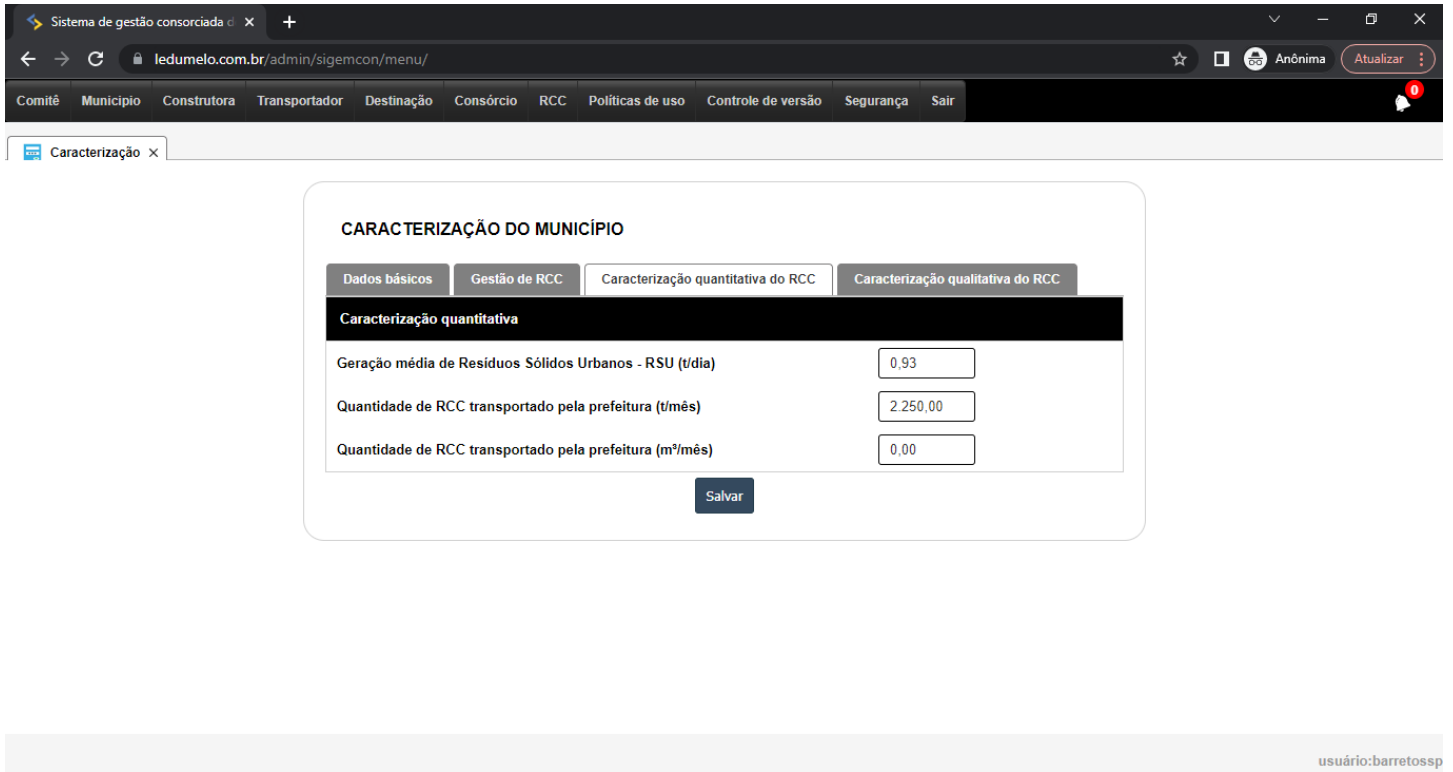 Sistema de gestão consorciada d
ledumelo.com.br/admin/sigemcon/menu/
Anônima
Atualizar
Comitê Municipio Construtora Transportador Destinação Consórcio RCC Políticas de uso Controle de versão Segurança Sair
0
Caracterização
CARACTERIZAÇÃO DO MUNICÍPIO
Dados básicos Gestão de RCC Caracterização quantitativa do RCC Caracterização qualitativa do RCC
Caracterização quantitativa
Geração média de Resíduos Sólidos Urbanos - RSU (t/dia) 0,93
Quantidade de RCC transportado pela prefeitura (t/mês) 2.250,00
Quantidade de RCC transportado pela prefeitura (m³/mês) 0,00
Salvar
usuário:barretossp